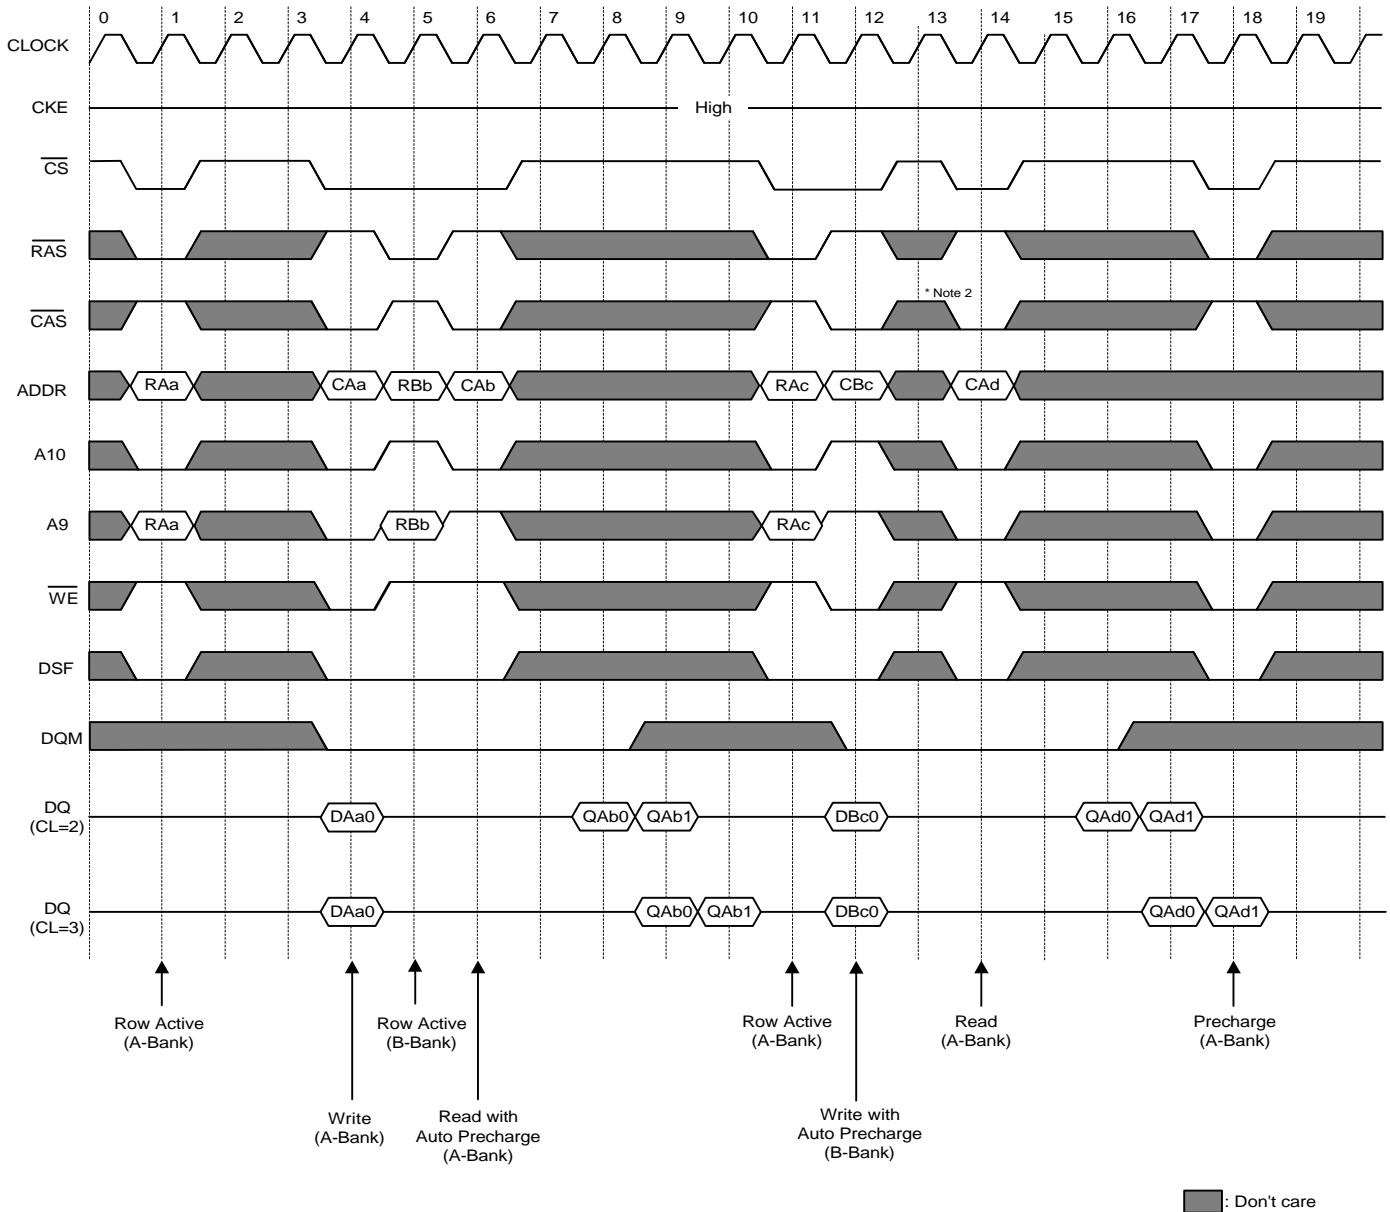 0 1 2 3 4 5 6 7 8 9 10 11 12 13 14 15 16 17 18 19
CLOCK
CKE High
CS
RAS
* Note 2
CAS
ADDR RAa CAa RBb CAb RAc CBc CAd
A10
A9 RAa RBb RAc
WE
DSF
DQM
DQ
(CL=2) DAa0 QAb0 QAb1 DBc0 QAd0 QAd1
DQ
(CL=3) DAa0 QAb0 QAb1 DBc0 QAd0 QAd1
Row Active
(A-Bank)
Row Active
(B-Bank)
Row Active
(A-Bank)
Read
(A-Bank)
Precharge
(A-Bank)
Write
(A-Bank)
Read with
Auto Precharge
(A-Bank)
Write with
Auto Precharge
(B-Bank)
: Don't care